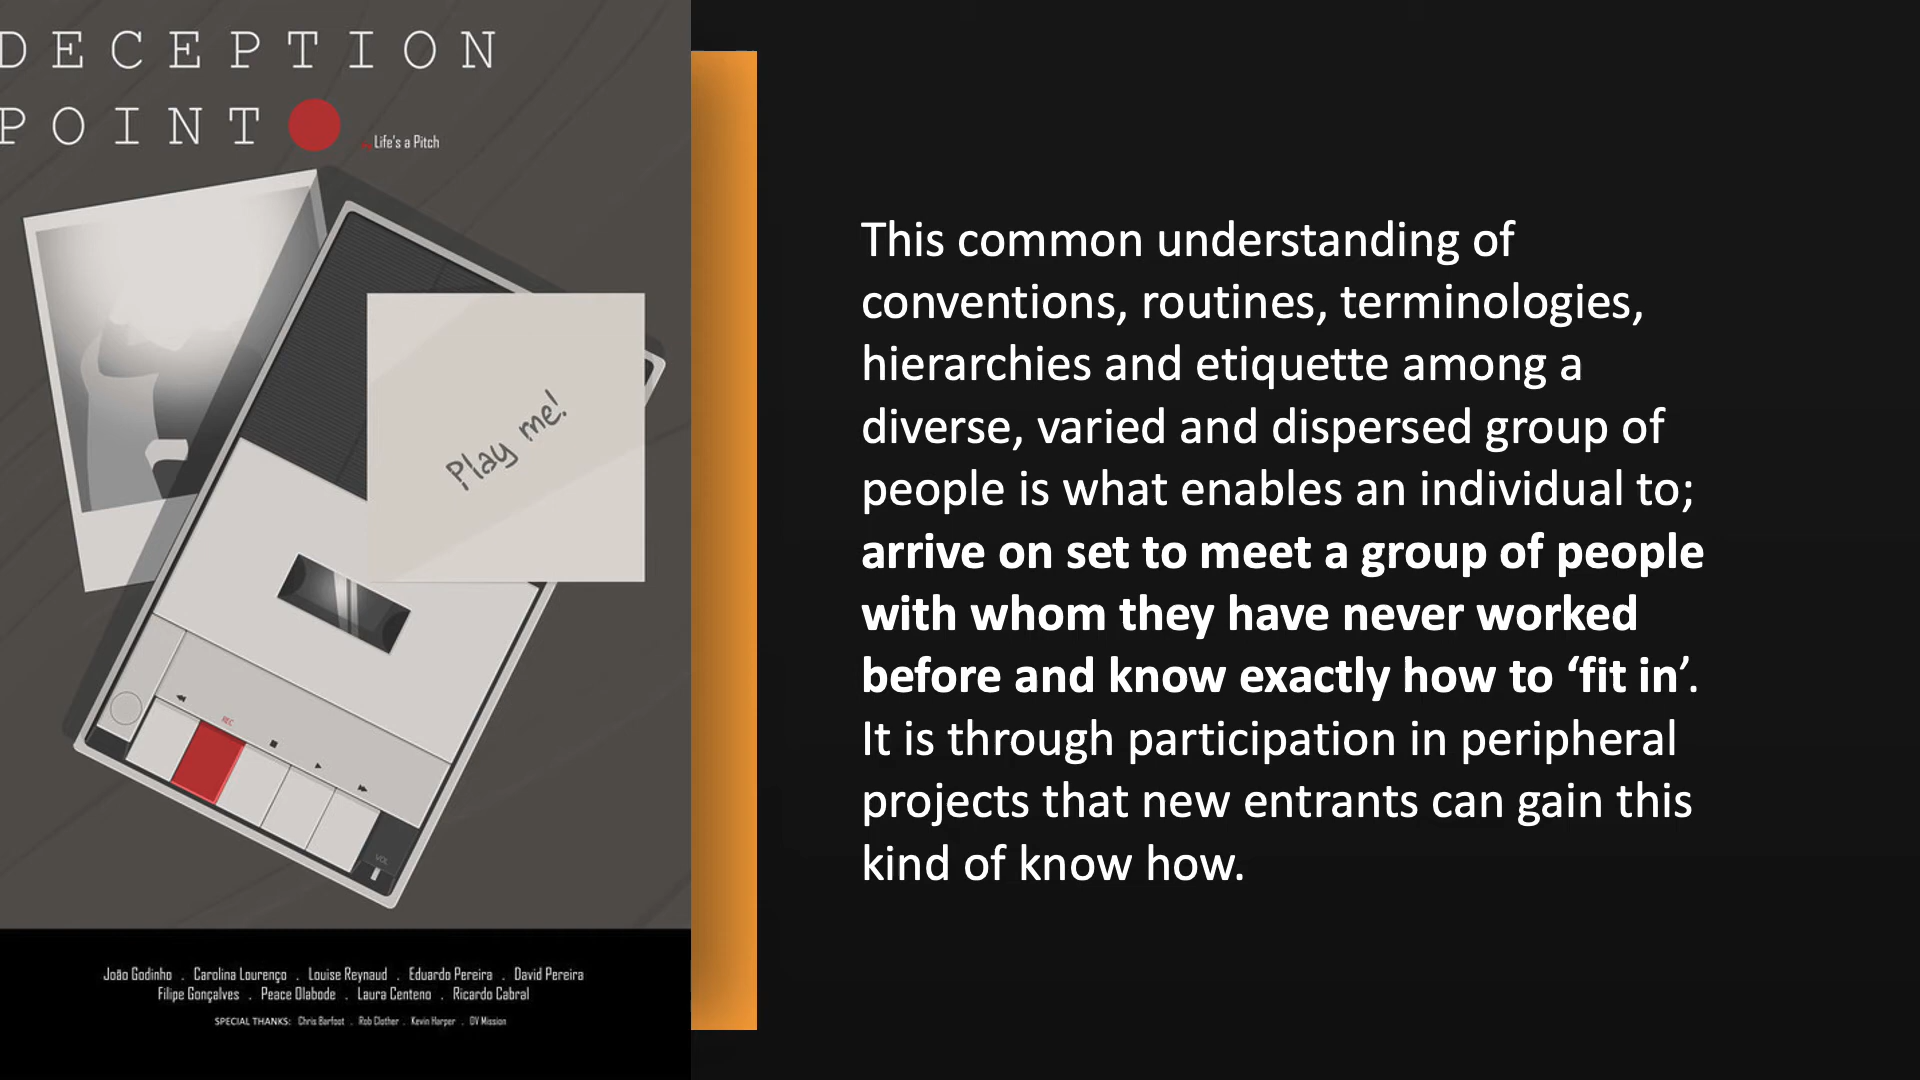 DECEPTION
POINT
by Life's a Pitch
Play me!
REC
VOL
João Godinho . Carolina Lourenço . Louise Reynaud . Eduardo Pereira . David Pereira
Filipe Gonçalves . Peace Olabode . Laura Centeno . Ricardo Cabral
SPECIAL THANKS: Chris Barfoot . Rob Clother . Kevin Harper . GV Mission
This common understanding of
conventions, routines, terminologies,
hierarchies and etiquette among a
diverse, varied and dispersed group of
people is what enables an individual to;
arrive on set to meet a group of people
with whom they have never worked
before and know exactly how to ‘fit in’.
It is through participation in peripheral
projects that new entrants can gain this
kind of know how.